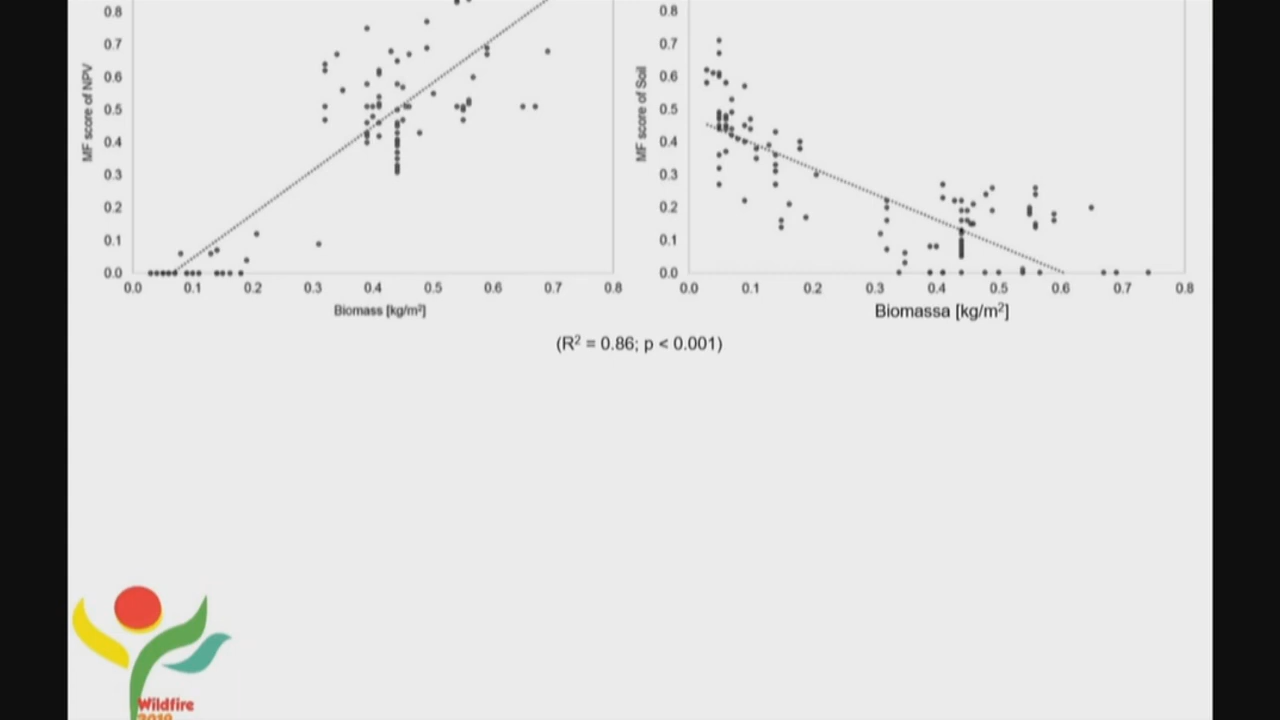 0.8
0.7
0.6
0.5
0.4
0.3
0.2
0.1
0.0
MF score of NPV
0.0 0.1 0.2 0.3 0.4 0.5 0.6 0.7 0.8
Biomass [kg/m²]
0.8
0.7
0.6
0.5
0.4
0.3
0.2
0.1
0.0
MF score of Soil
0.0 0.1 0.2 0.3 0.4 0.5 0.6 0.7 0.8
Biomassa [kg/m²]
(R² = 0.86; p < 0.001)
Wildfire
2019